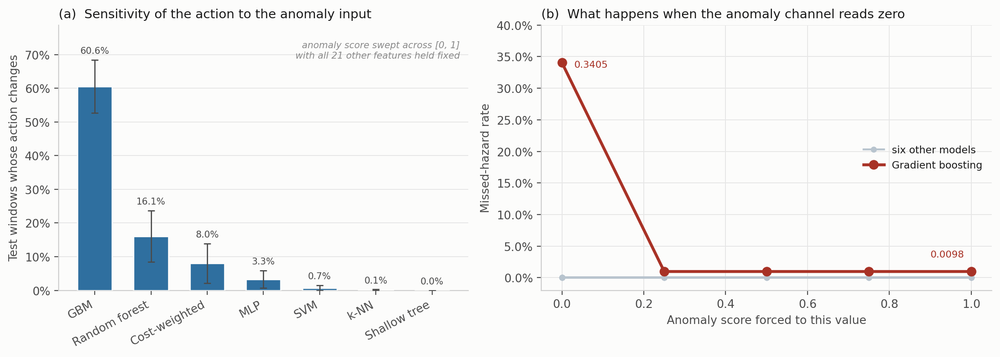 (a)  Sensitivity of the action to the anomaly input
Test windows whose action changes
70%
60%
50%
40%
30%
20%
10%
0%
anomaly score swept across [0, 1]
with all 21 other features held fixed
60.6%
16.1%
8.0%
3.3%
0.7%
0.1%
0.0%
GBM
Random forest
Cost-weighted
MLP
SVM
k-NN
Shallow tree
(b)  What happens when the anomaly channel reads zero
Missed-hazard rate
40.0%
35.0%
30.0%
25.0%
20.0%
15.0%
10.0%
5.0%
0.0%
0.3405
six other models
Gradient boosting
0.0098
0.0
0.2
0.4
0.6
0.8
1.0
Anomaly score forced to this value